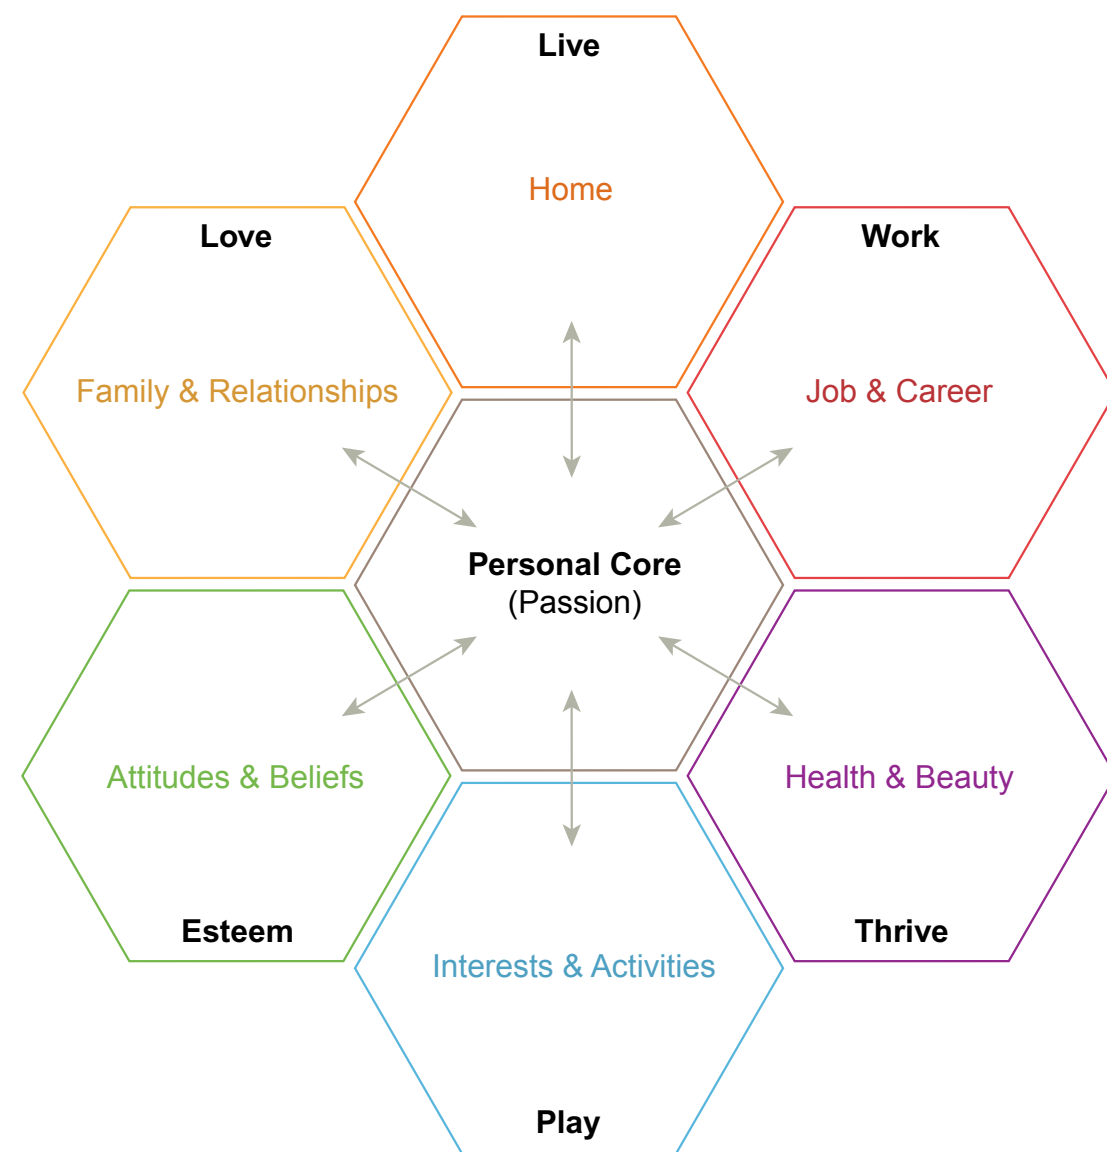 Live
Home
Love
Family & Relationships
Work
Job & Career
Personal Core
(Passion)
Attitudes & Beliefs
Esteem
Health & Beauty
Thrive
Interests & Activities
Play